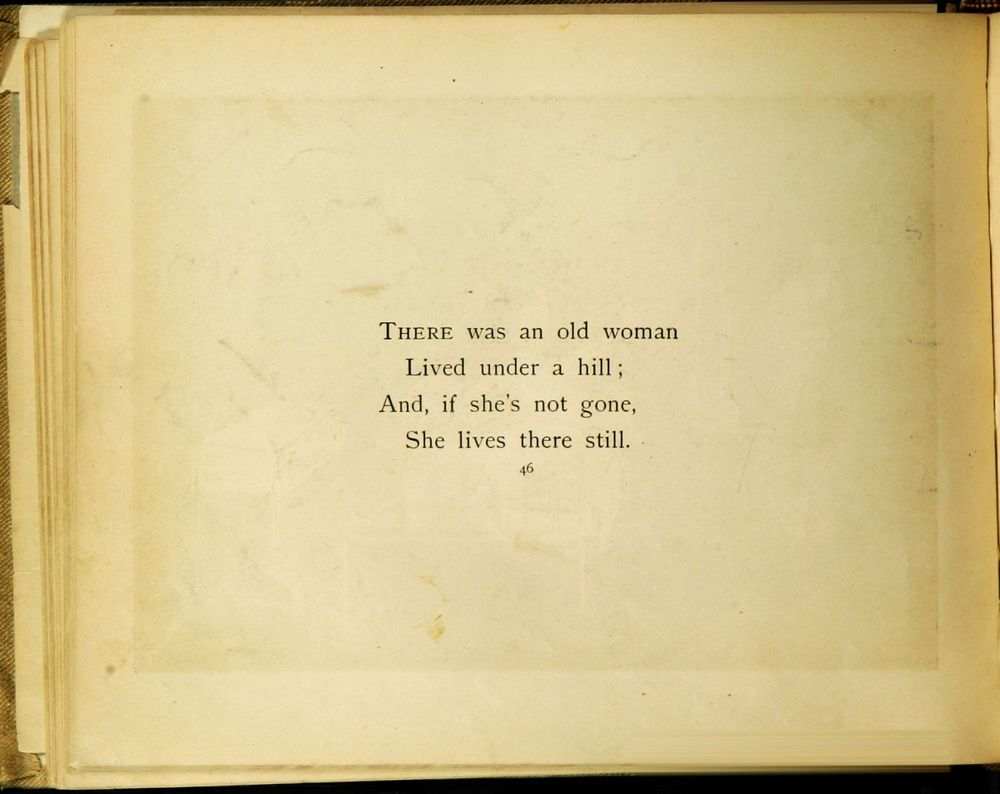 THERE was an old woman
Lived under a hill;
And, if she's not gone,
She lives there still.
46